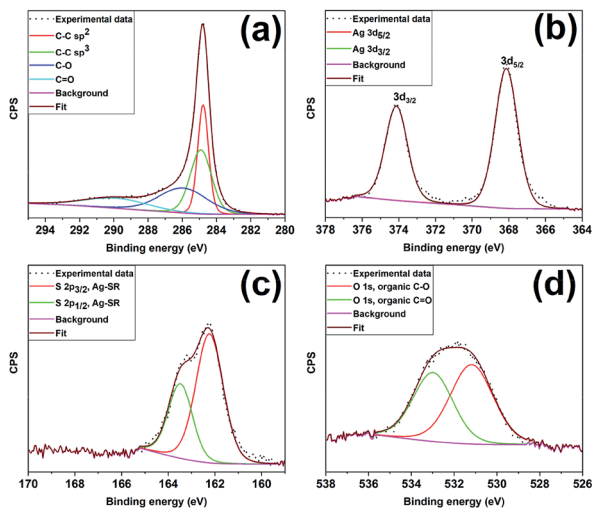 (a)
Experimental data
C-C sp2
C-C sp3
C-O
C=O
Background
Fit
CPS
294 292 290 288 286 284 282 280
Binding energy (eV)
(b)
Experimental data
Ag 3d5/2
Ag 3d3/2
Background
Fit
3d3/2
3d5/2
CPS
378 376 374 372 370 368 366 364
Binding energy (eV)
(c)
Experimental data
S 2p3/2, Ag-SR
S 2p1/2, Ag-SR
Background
Fit
CPS
170 168 166 164 162 160
Binding energy (eV)
(d)
Experimental data
O 1s, organic C-O
O 1s, organic C=O
Background
Fit
CPS
538 536 534 532 530 528 526
Binding energy (eV)